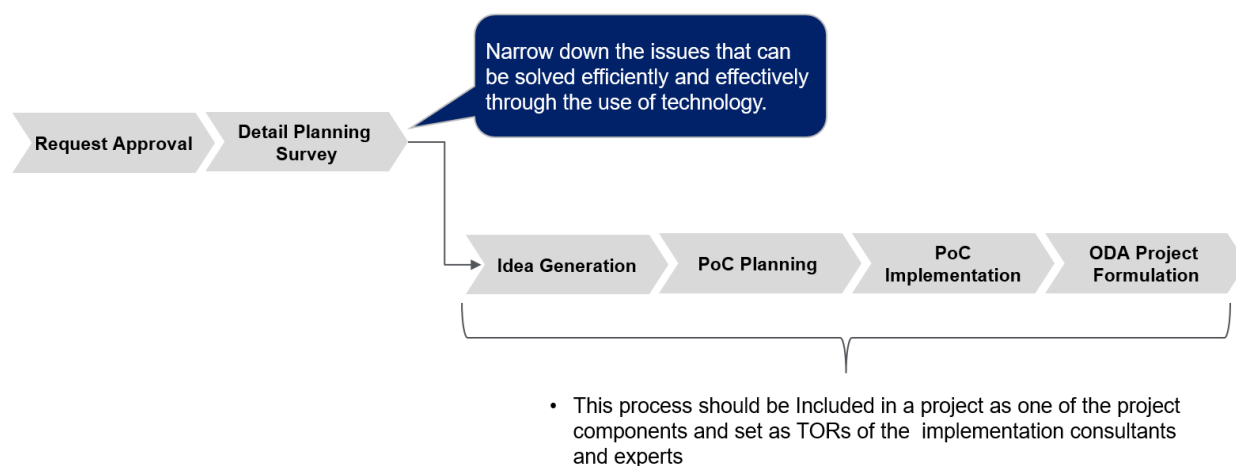 Narrow down the issues that can
be solved efficiently and effectively
through the use of technology.
Request Approval
Detail Planning
Survey
Idea Generation
PoC Planning
PoC
Implementation
ODA Project
Formulation
• This process should be Included in a project as one of the project
components and set as TORs of the  implementation consultants
and experts